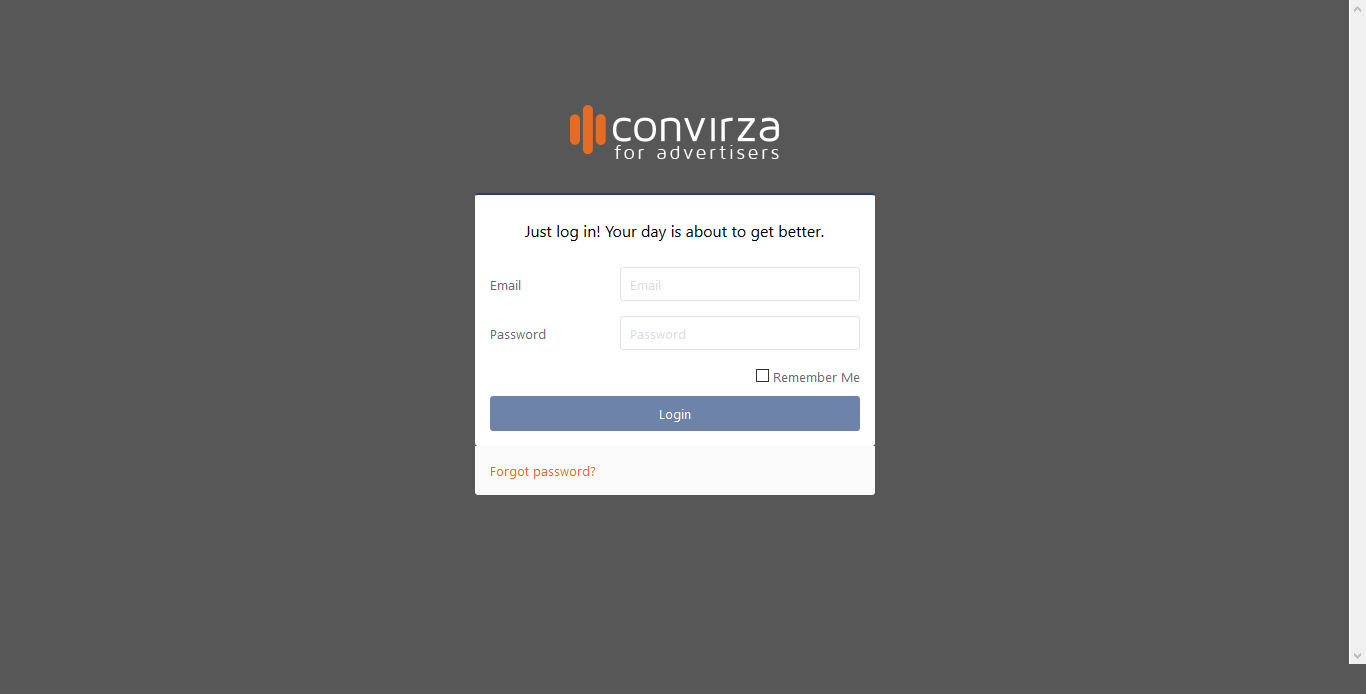 convirza
for advertisers
Just log in! Your day is about to get better.
Email
Email
Password
Password
Remember Me
Login
Forgot password?